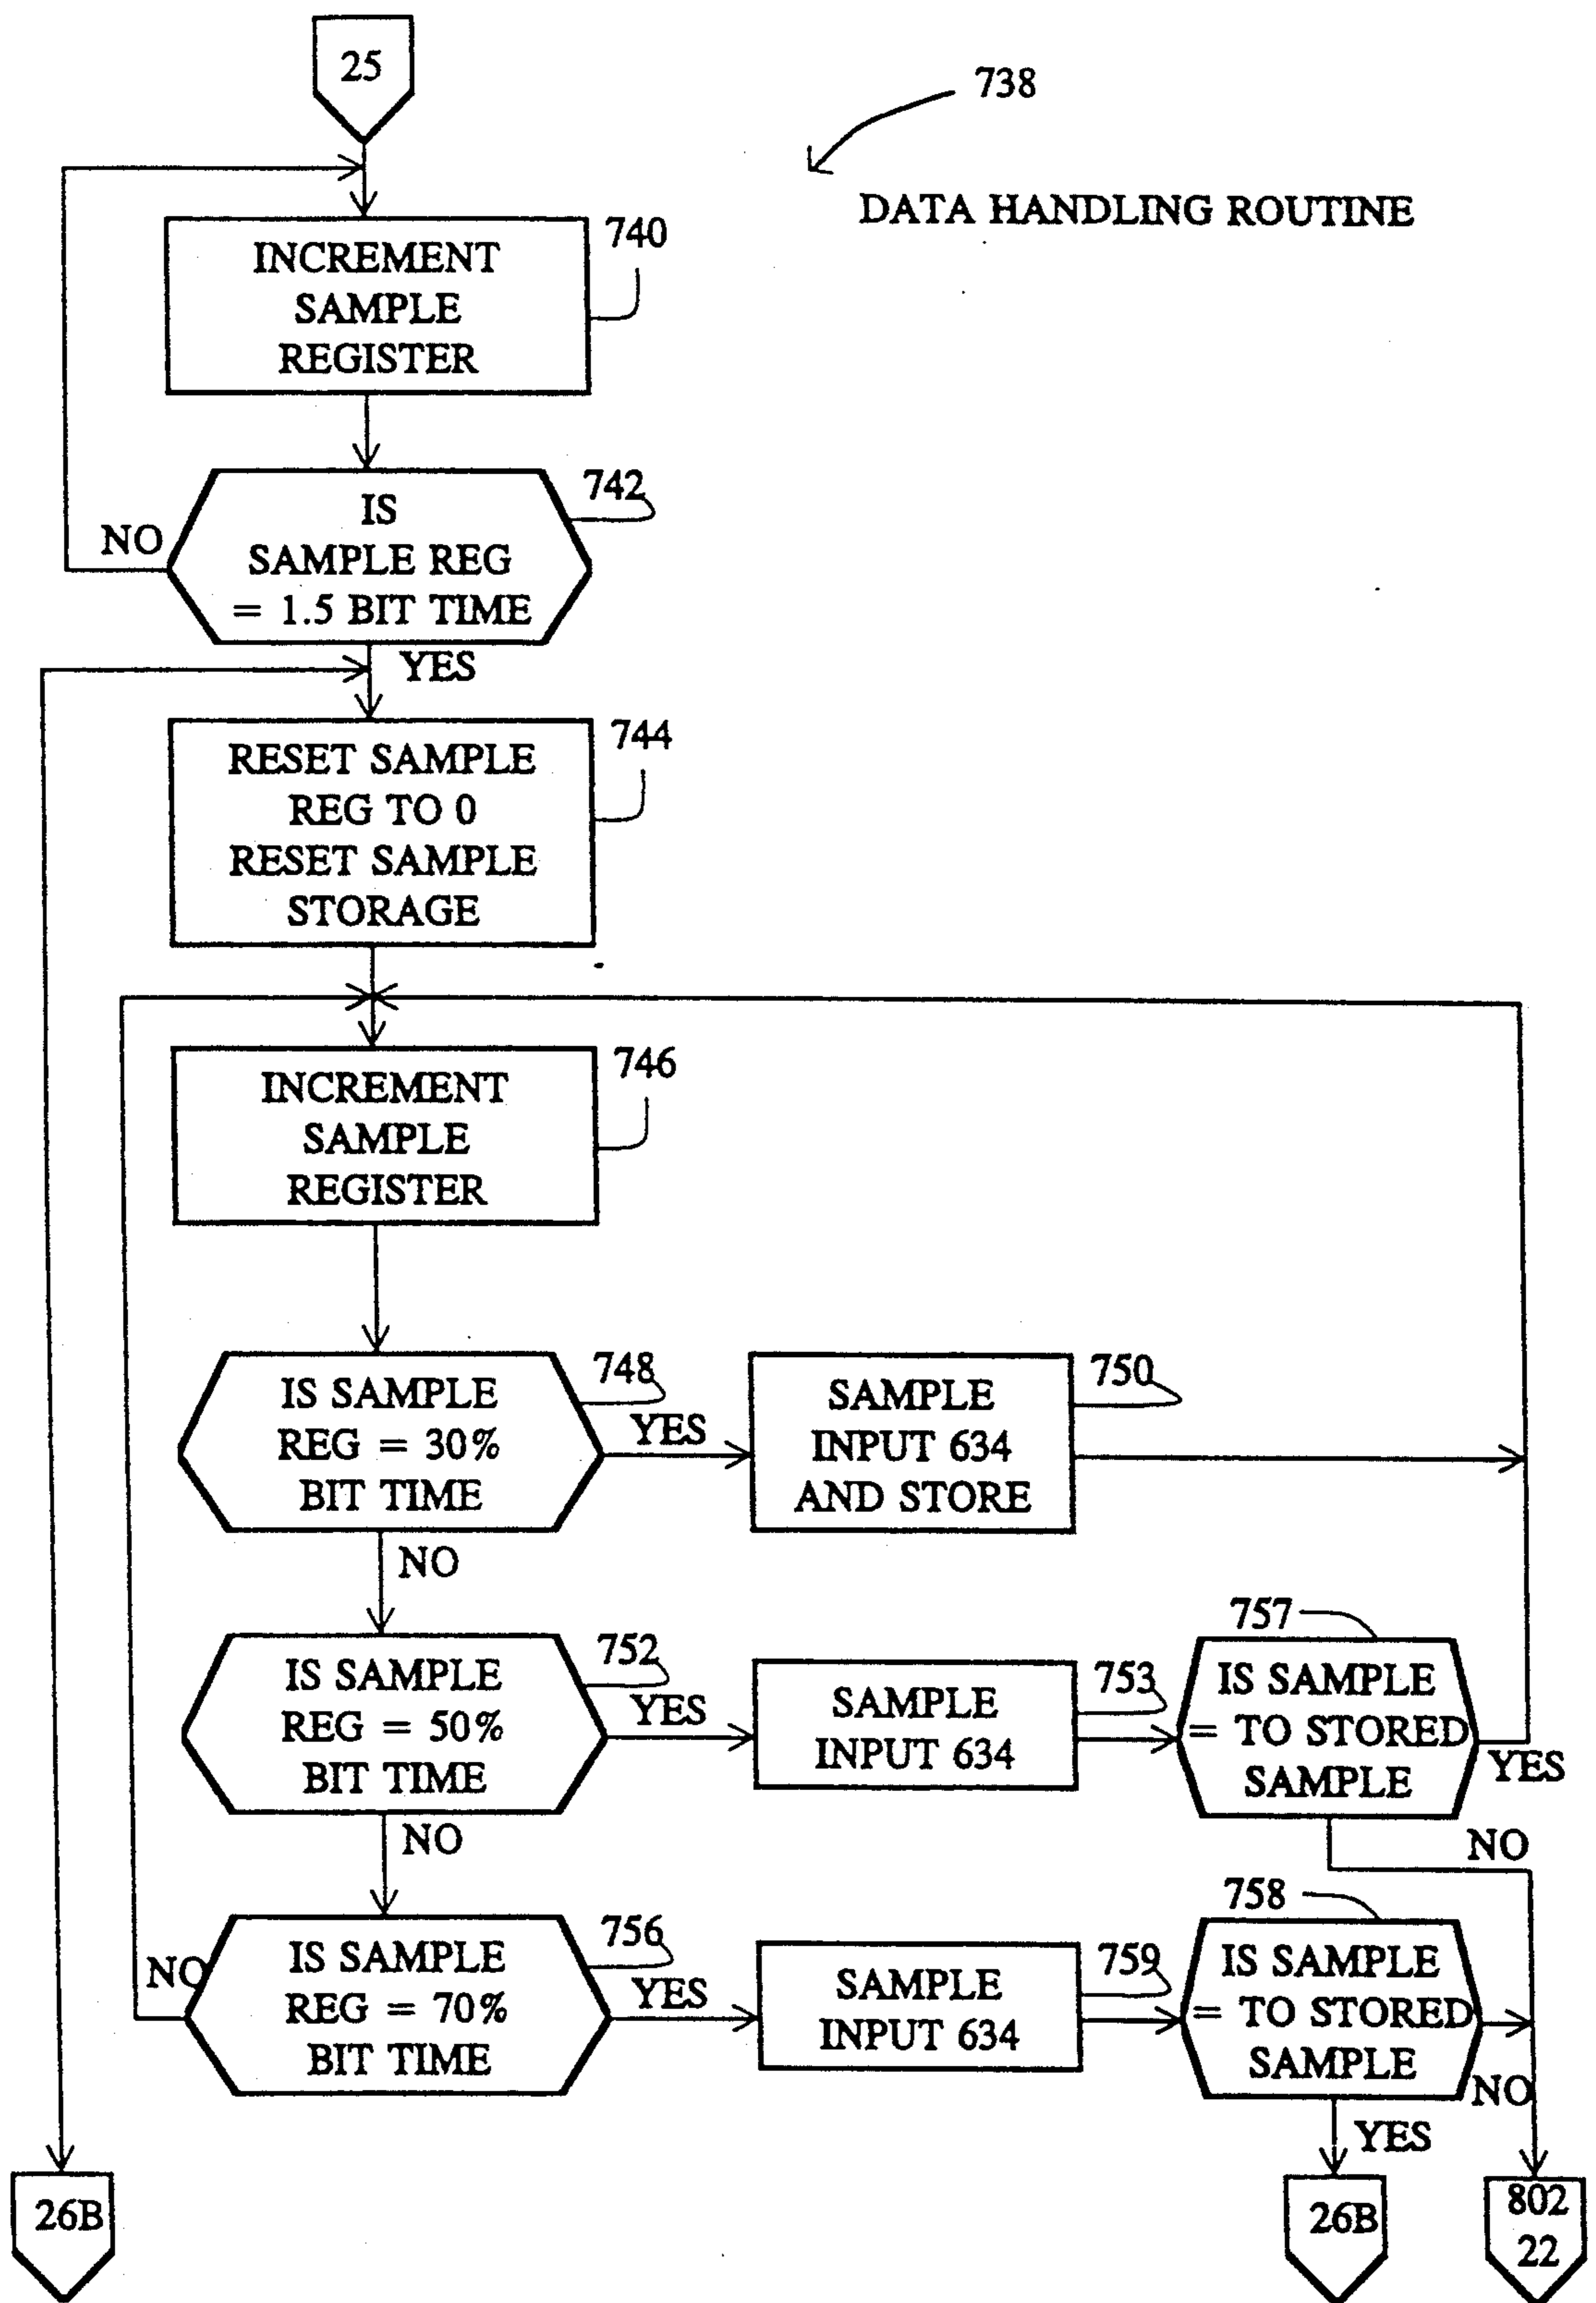 25
738
DATA HANDLING ROUTINE
INCREMENT
SAMPLE
REGISTER
740
IS
SAMPLE REG
= 1.5 BIT TIME
742
NO
YES
RESET SAMPLE
REG TO 0
RESET SAMPLE
STORAGE
744
INCREMENT
SAMPLE
REGISTER
746
IS SAMPLE
REG = 30%
BIT TIME
748
YES
SAMPLE
INPUT 634
AND STORE
750
NO
IS SAMPLE
REG = 50%
BIT TIME
752
YES
SAMPLE
INPUT 634
753
757
IS SAMPLE
= TO STORED
SAMPLE
YES
NO
NO
IS SAMPLE
REG = 70%
BIT TIME
756
NO
YES
SAMPLE
INPUT 634
759
758
IS SAMPLE
= TO STORED
SAMPLE
NO
YES
26B
26B
802
22